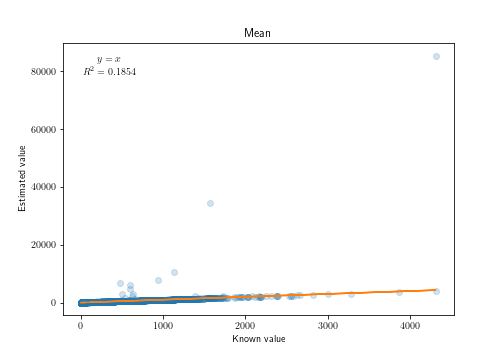 Mean
y = x
R² = 0.1854
80000
60000
40000
20000
0
Estimated value
0 1000 2000 3000 4000
Known value